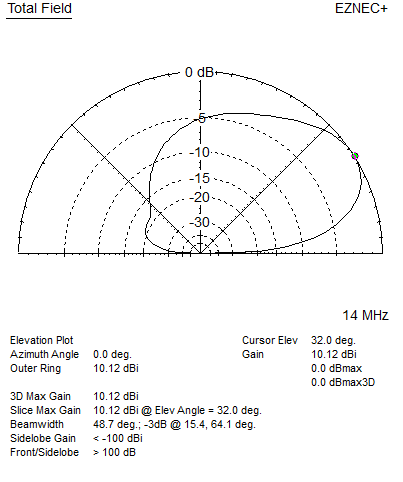 Total Field EZNEC+
0 dB
-5
-10
-15
-20
-30
14 MHz
Elevation Plot Cursor Elev 32.0 deg.
Azimuth Angle 0.0 deg. Gain 10.12 dBi
Outer Ring 10.12 dBi 0.0 dBmax
0.0 dBmax3D
3D Max Gain 10.12 dBi
Slice Max Gain 10.12 dBi @ Elev Angle = 32.0 deg.
Beamwidth 48.7 deg.; -3dB @ 15.4, 64.1 deg.
Sidelobe Gain < -100 dBi
Front/Sidelobe > 100 dB